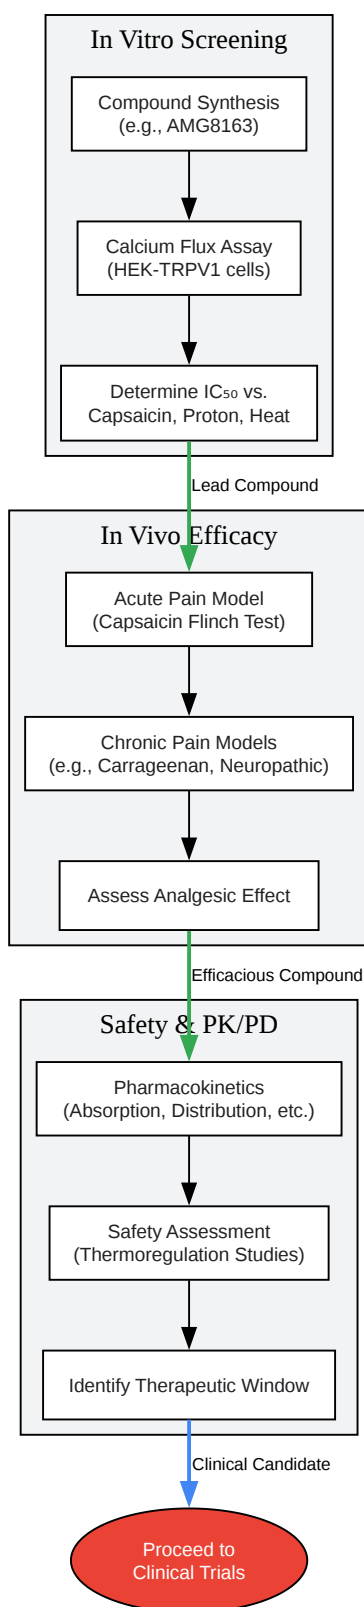 In Vitro Screening
Compound Synthesis
(e.g., AMG8163)
Calcium Flux Assay
(HEK-TRPV1 cells)
Determine IC₅₀ vs.
Capsaicin, Proton, Heat
Lead Compound
In Vivo Efficacy
Acute Pain Model
(Capsaicin Flinch Test)
Chronic Pain Models
(e.g., Carrageenan, Neuropathic)
Assess Analgesic Effect
Efficacious Compound
Safety & PK/PD
Pharmacokinetics
(Absorption, Distribution, etc.)
Safety Assessment
(Thermoregulation Studies)
Identify Therapeutic Window
Clinical Candidate
Proceed to
Clinical Trials